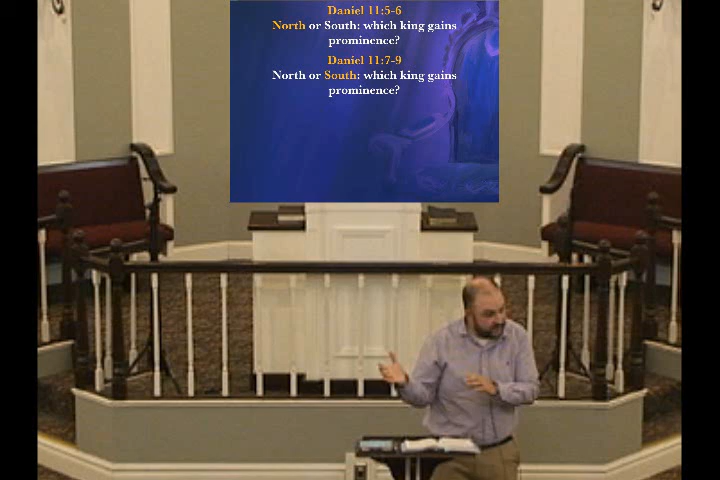 Daniel 11:5-6
North or South: which king gains
prominence?
Daniel 11:7-9
North or South: which king gains
prominence?